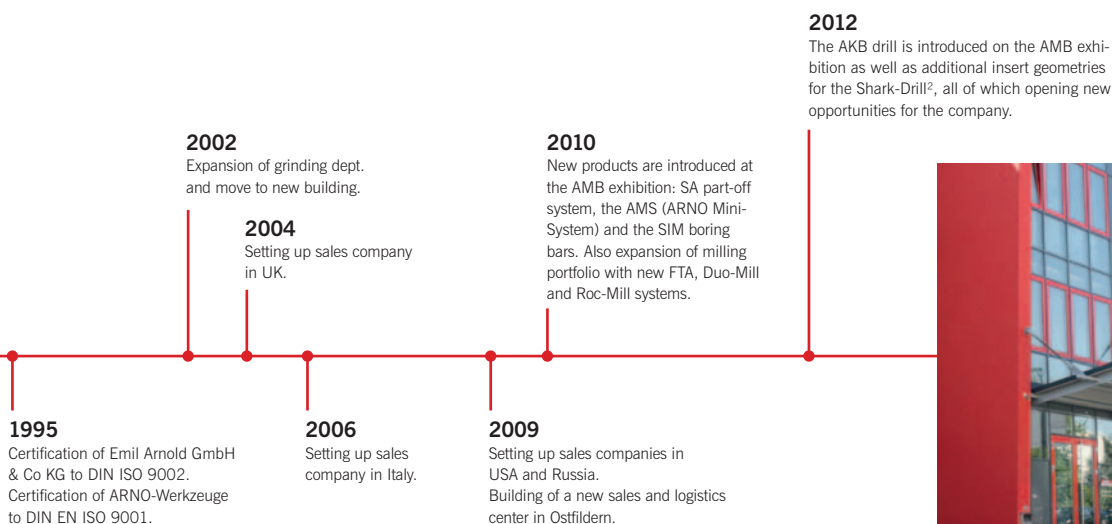 2012
The AKB drill is introduced on the AMB exhi-
bition as well as additional insert geometries
for the Shark-Drill², all of which opening new
opportunities for the company.
2002
Expansion of grinding dept.
and move to new building.
2004
Setting up sales company
in UK.
2010
New products are introduced at
the AMB exhibition: SA part-off
system, the AMS (ARNO Mini-
System) and the SIM boring
bars. Also expansion of milling
portfolio with new FTA, Duo-Mill
and Roc-Mill systems.
1995
Certification of Emil Arnold GmbH
& Co KG to DIN ISO 9002.
Certification of ARNO-Werkzeuge
to DIN EN ISO 9001.
2006
Setting up sales
company in Italy.
2009
Setting up sales companies in
USA and Russia.
Building of a new sales and logistics
center in Ostfildern.